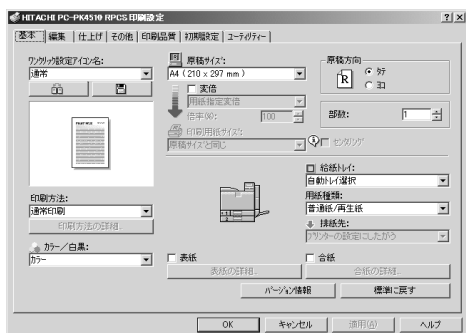 HITACHI PC-PK4510 RPCS 印刷設定
基本 編集 仕上げ その他 印刷品質 初期設定 ユーティリティー
ワンクリック設定アイコン名:
通常
印刷方法:
通常印刷
印刷方法の詳細...
カラー/白黒:
カラー
原稿サイズ:
A4 (210 x 297 mm)
変倍
用紙指定変倍
倍率(%): 100
印刷用紙サイズ:
原稿サイズと同じ
原稿方向
タテ
ヨコ
部数: 1
センタリング
給紙トレイ:
自動トレイ選択
用紙種類:
普通紙/再生紙
排紙先:
プリンターの設定にしたがう
表紙
表紙の詳細...
合紙
合紙の詳細...
バージョン情報 標準に戻す
OK キャンセル 適用(A) ヘルプ